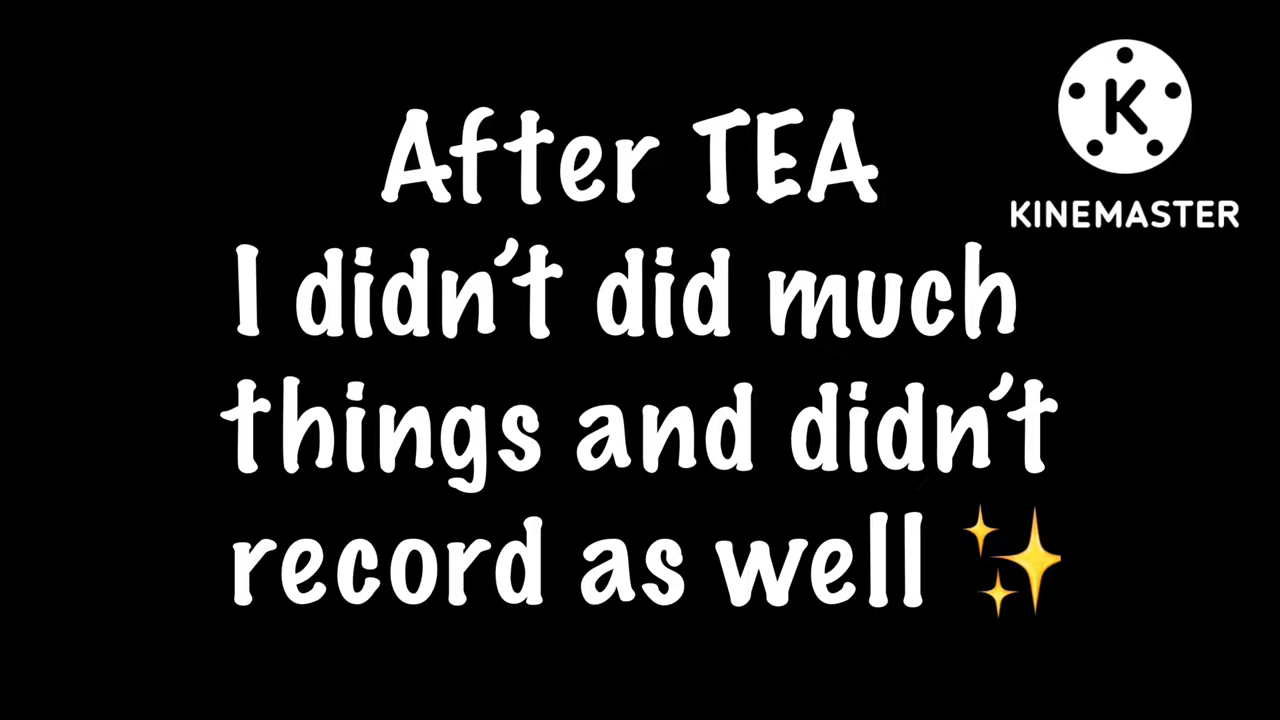 After TEA
I didn't did much
things and didn't
record as well ✨
K
KINEMASTER